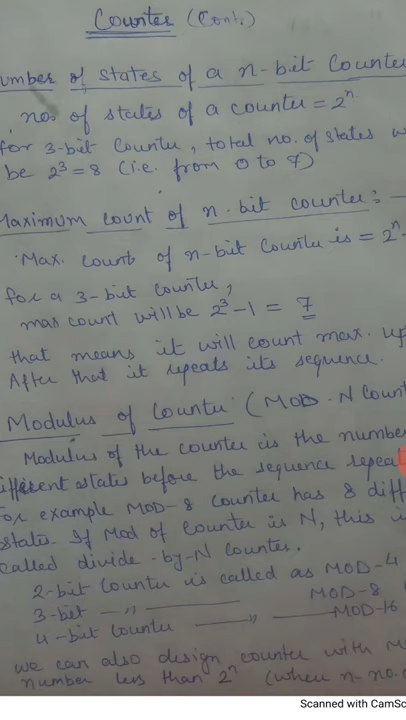 Counter (Cont.)
umber of states of a n-bit Counter
no. of states of a counter = 2^n
for 3-bit Counter, total no. of states w
be 2^3 = 8 (i.e. from 0 to 7)
Maximum count of n-bit counter: -
Max. count of n-bit Counter is = 2^n -
for a 3-bit counter,
max count will be 2^3 - 1 = 7
that means it will count max. up
After that it repeats its sequence.
Modulus of Counter (MOD-N Count
Modulus of the counter is the number
ifferent states before the sequence repea
For example MOD-8 Counter has 8 diff
states. If Mod of Counter is N, this i
called divide-by-N Counter.
2-bit Counter is called as MOD-4
3-bit —〃— MOD-8
4-bit Counter —〃— MOD-16
we can also design counter with M
number less than 2^n (where n - no.
Scanned with CamSc